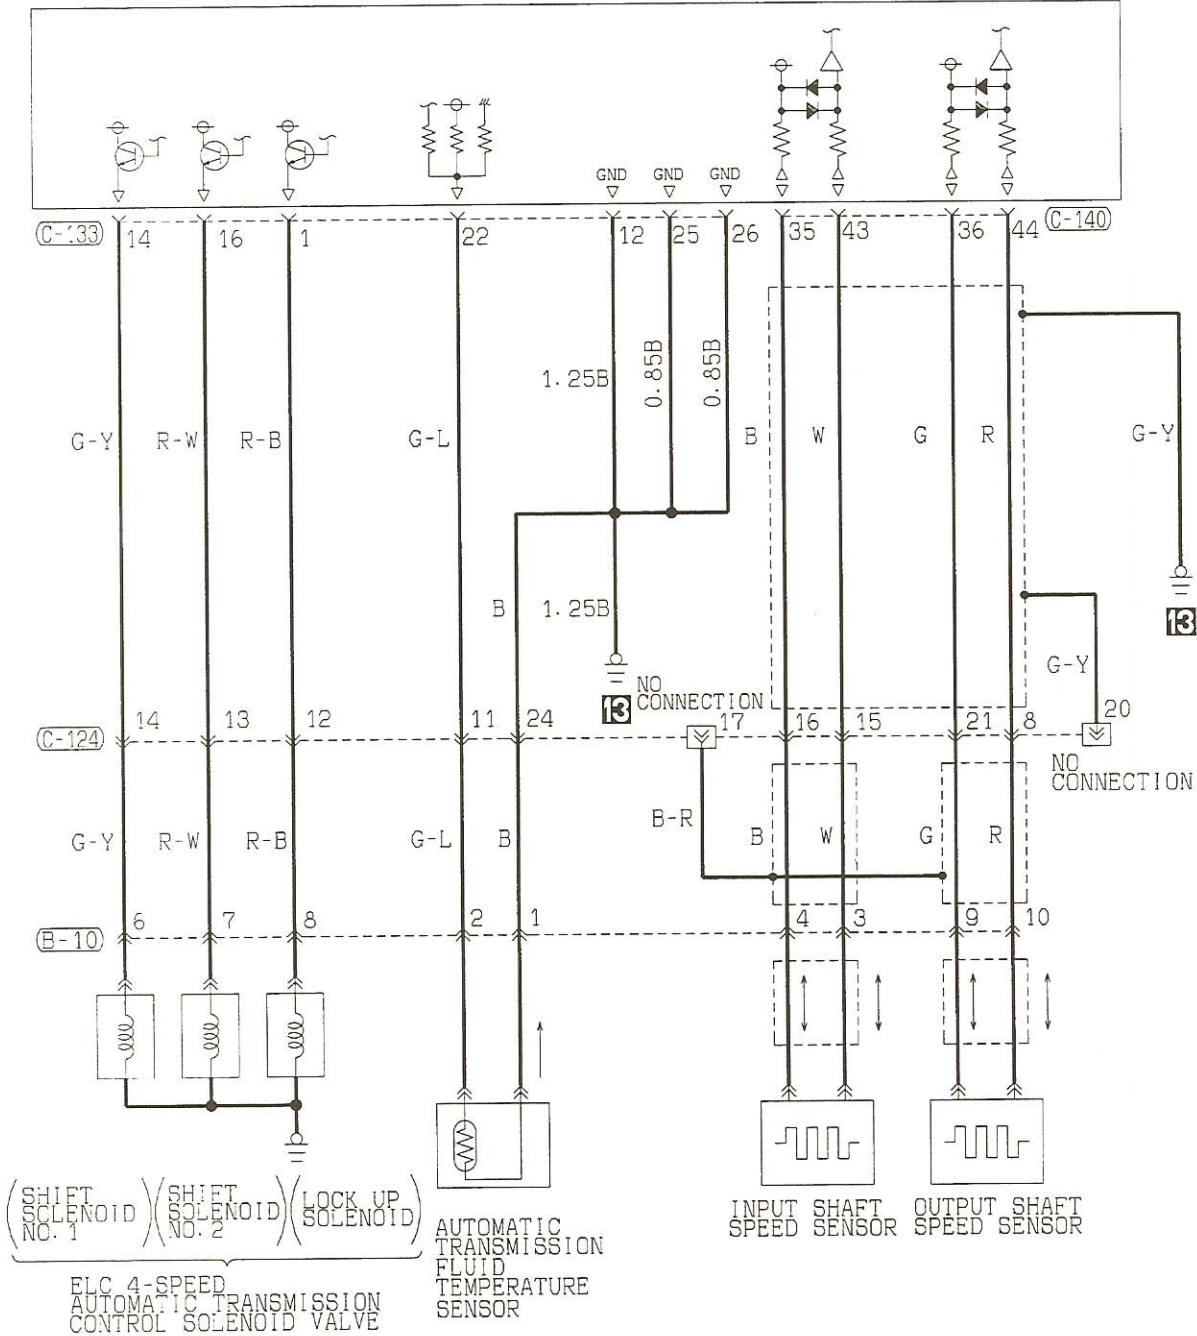 GND GND GND
C-133 14 16 1 22 12 25 26 35 43 36 44 C-140
1.25B 0.85B 0.85B
G-Y R-W R-B G-L B W G R G-Y
B 1.25B
13
G-Y
13 NO
CONNECTION
C-124 14 13 12 11 24 17 16 15 21 8 20
NO
CONNECTION
G-Y R-W R-B G-L B B-R B W G R
B-10 6 7 8 2 1 4 3 9 10
SHIFT
SCLENOID
NO.1
SHIFT
SOLENOID
NO.2
LOCK UP
SOLENOID
ELC 4-SPEED
AUTOMATIC TRANSMISSION
CONTROL SOLENOID VALVE
AUTOMATIC
TRANSMISSION
FLUID
TEMPERATURE
SENSOR
INPUT SHAFT
SPEED SENSOR
OUTPUT SHAFT
SPEED SENSOR